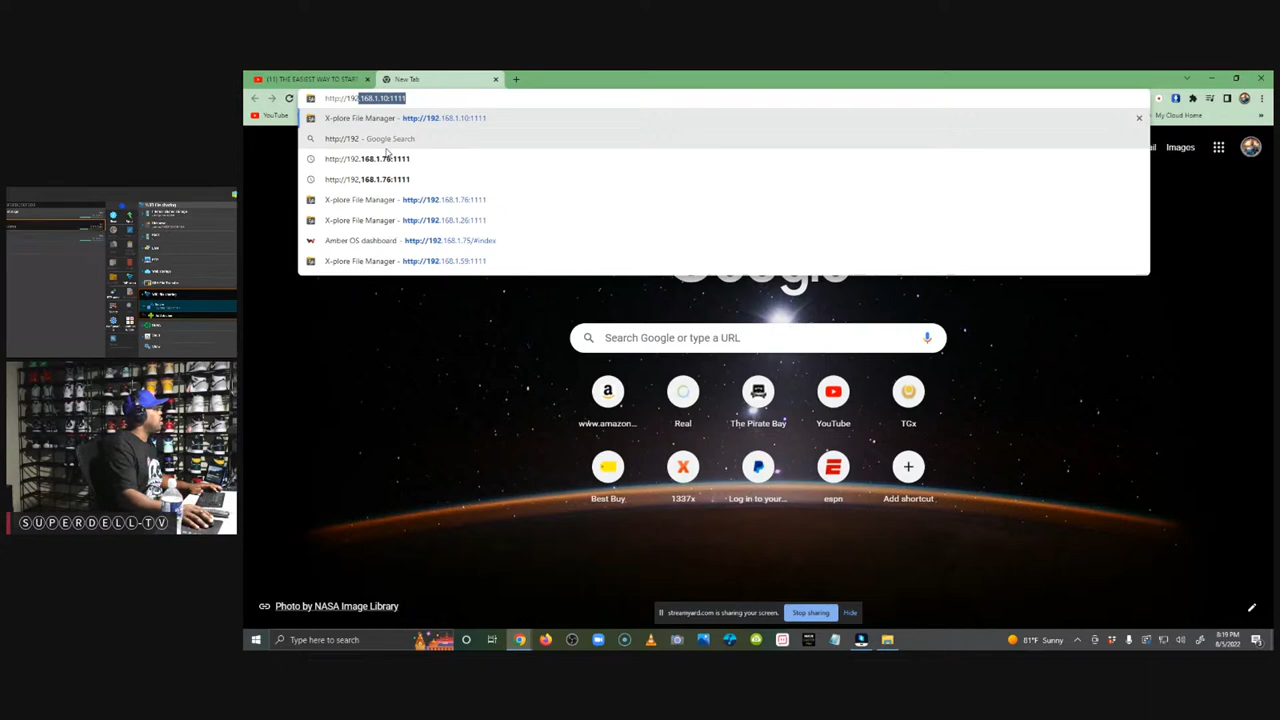 (11) THE EASIEST WAY TO START
New Tab
http://192.168.1.10:1111
YouTube
My Cloud Home
X-plore File Manager - http://192.168.1.10:1111
http://192 - Google Search
http://192.168.1.76:1111
http://192.168.1.76:1111
X-plore File Manager - http://192.168.1.76:1111
X-plore File Manager - http://192.168.1.26:1111
Amber OS dashboard - http://192.168.1.75/#index
X-plore File Manager - http://192.168.1.59:1111
ail Images
Google
Search Google or type a URL
www.amazon...
Real
The Pirate Bay
YouTube
TGx
Best Buy
1337x
Log in to your...
espn
Add shortcut
SUPERDELL-TV
Photo by NASA Image Library
streamyard.com is sharing your screen.
Stop sharing
Hide
Type here to search
81°F Sunny
8:19 PM
8/5/2022